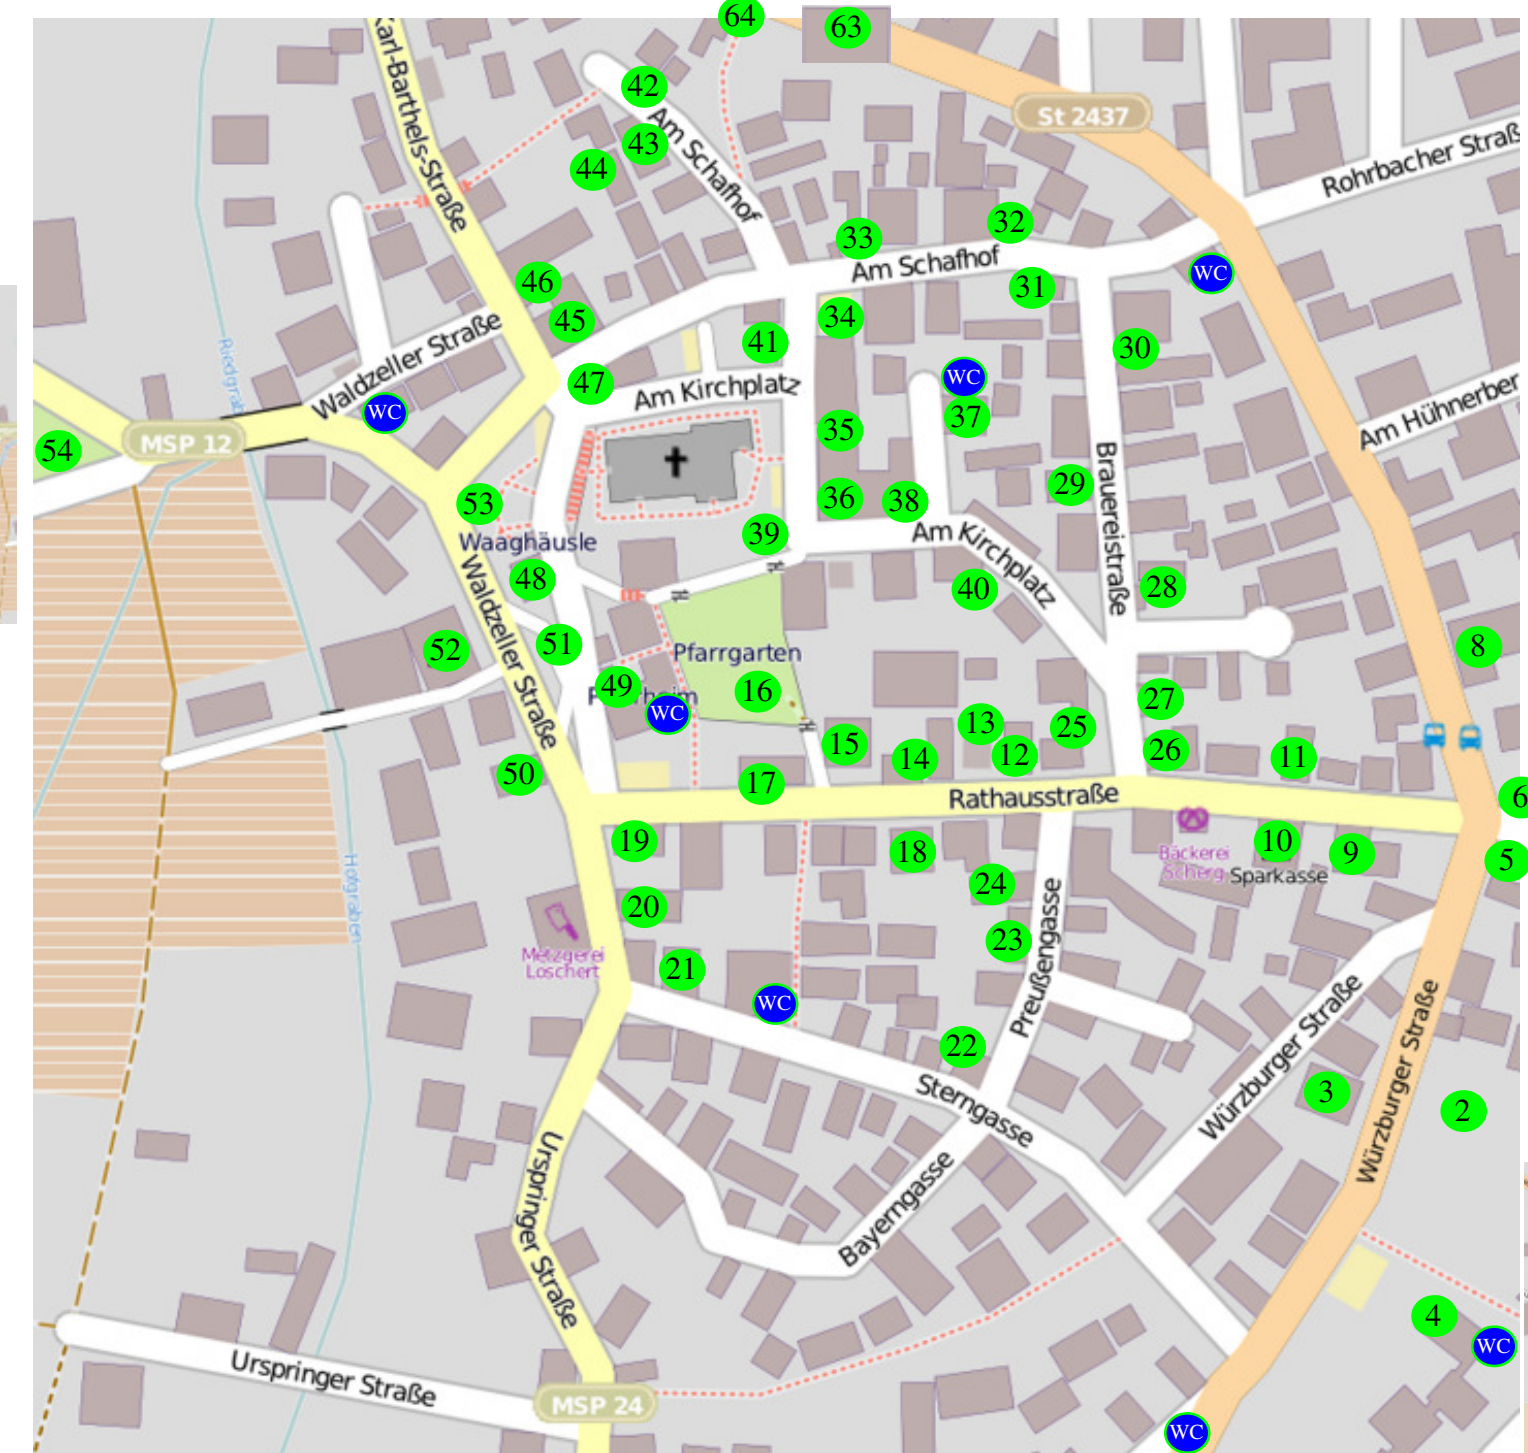 64
63
Karl-Barthels-Straße
42
Am Schafhof
43
44
St 2437
Rohrbacher Straß
32
33
Am Schafhof
WC
46
31
45
34
41
30
Waldzeller Straße
Riedgrab
WC
47
Am Kirchplatz
WC
37
Am Hühnerber
MSP 12
54
35
Brauereistraße
29
53
36
38
39
Am Kirchplatz
Waaghäusle
48
40
28
Waldzeller Straße
52
51
Pfarrgarten
8
49
16
WC
27
13
25
15
12
26
14
11
50
17
Rathausstraße
6
19
18
10
9
5
Bäckerei
Scherg
Sparkasse
24
Hofgraben
20
23
Preußengasse
Metzgerei
Loschert
21
WC
22
Würzburger Straße
Würzburger Straße
3
2
Sterngasse
Bayerngasse
Urspringer Straße
4
WC
Urspringer Straße
MSP 24
WC